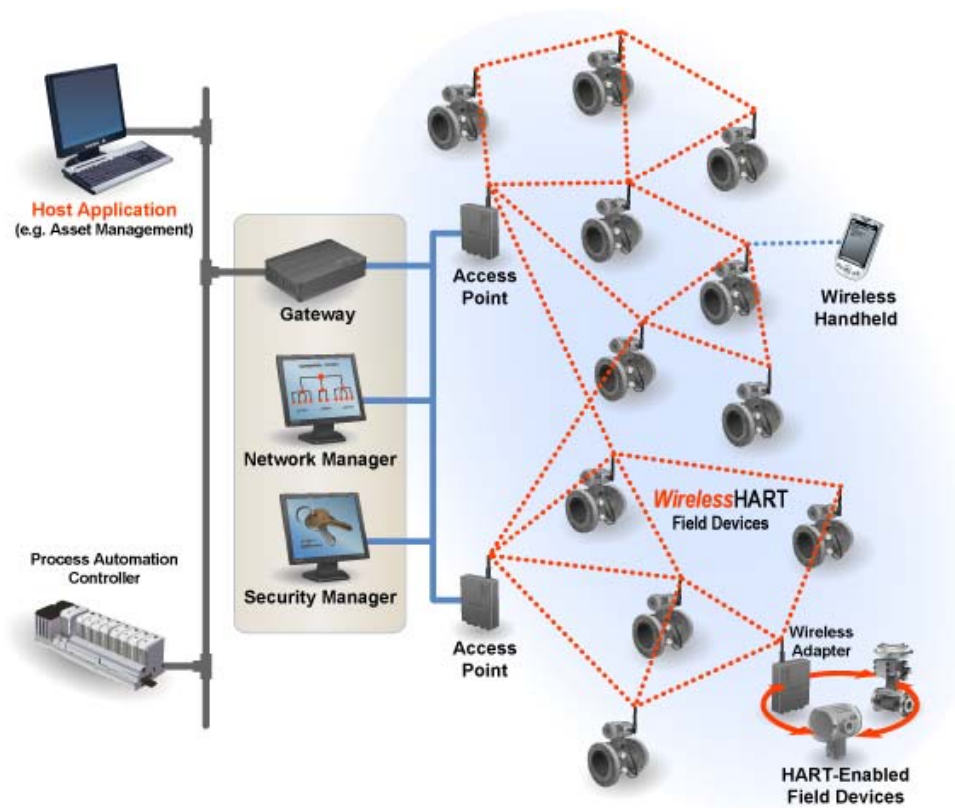 Host Application
(e.g. Asset Management)
Gateway
Access
Point
Wireless
Handheld
Network Manager
WirelessHART
Field Devices
Process Automation
Controller
Security Manager
Access
Point
Wireless
Adapter
HART-Enabled
Field Devices